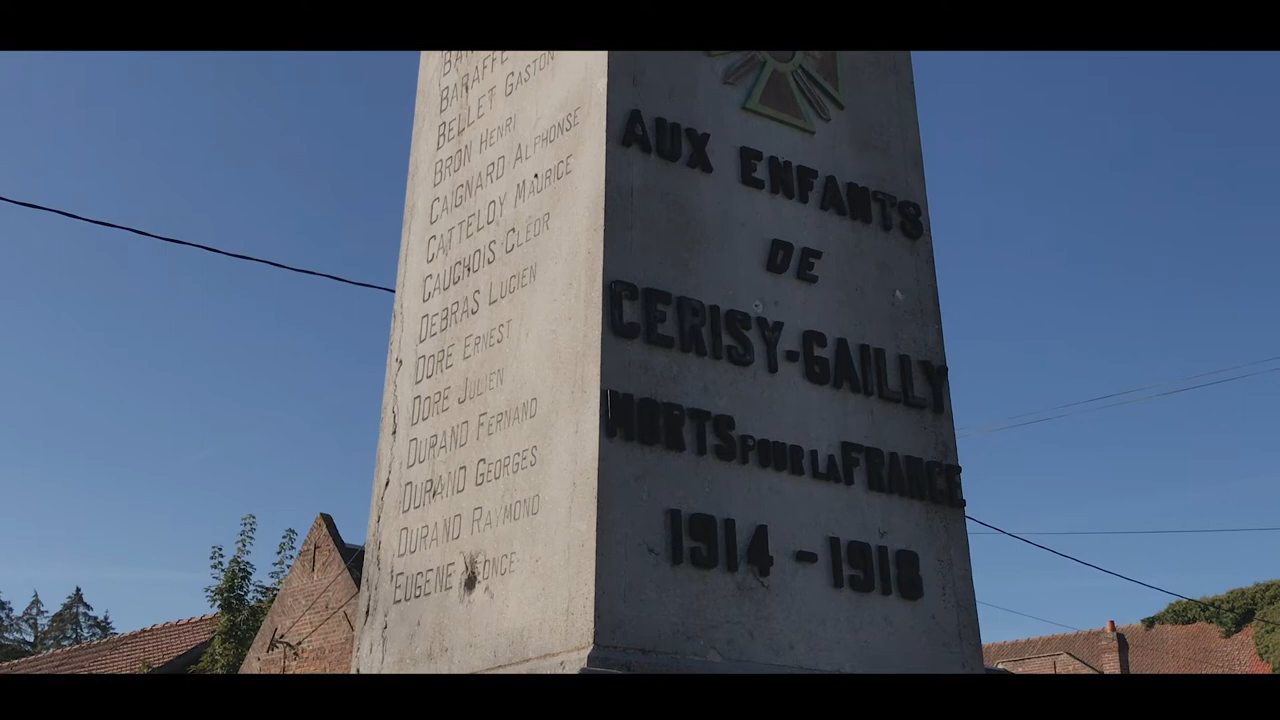 BARAFFE
BELLET GASTON
BRON HENRI
CAIGNARD ALPHONSE
CATTELOY MAURICE
CAUCHOIS CLÉOR
DEBRAS LUCIEN
DORE ERNEST
DORE JULIEN
DURAND FERNAND
DURAND GEORGES
DURAND RAYMOND
EUGENE
AUX ENFANTS
DE
CERISY-GAILLY
MORTS POUR LA FRANCE
1914-1918